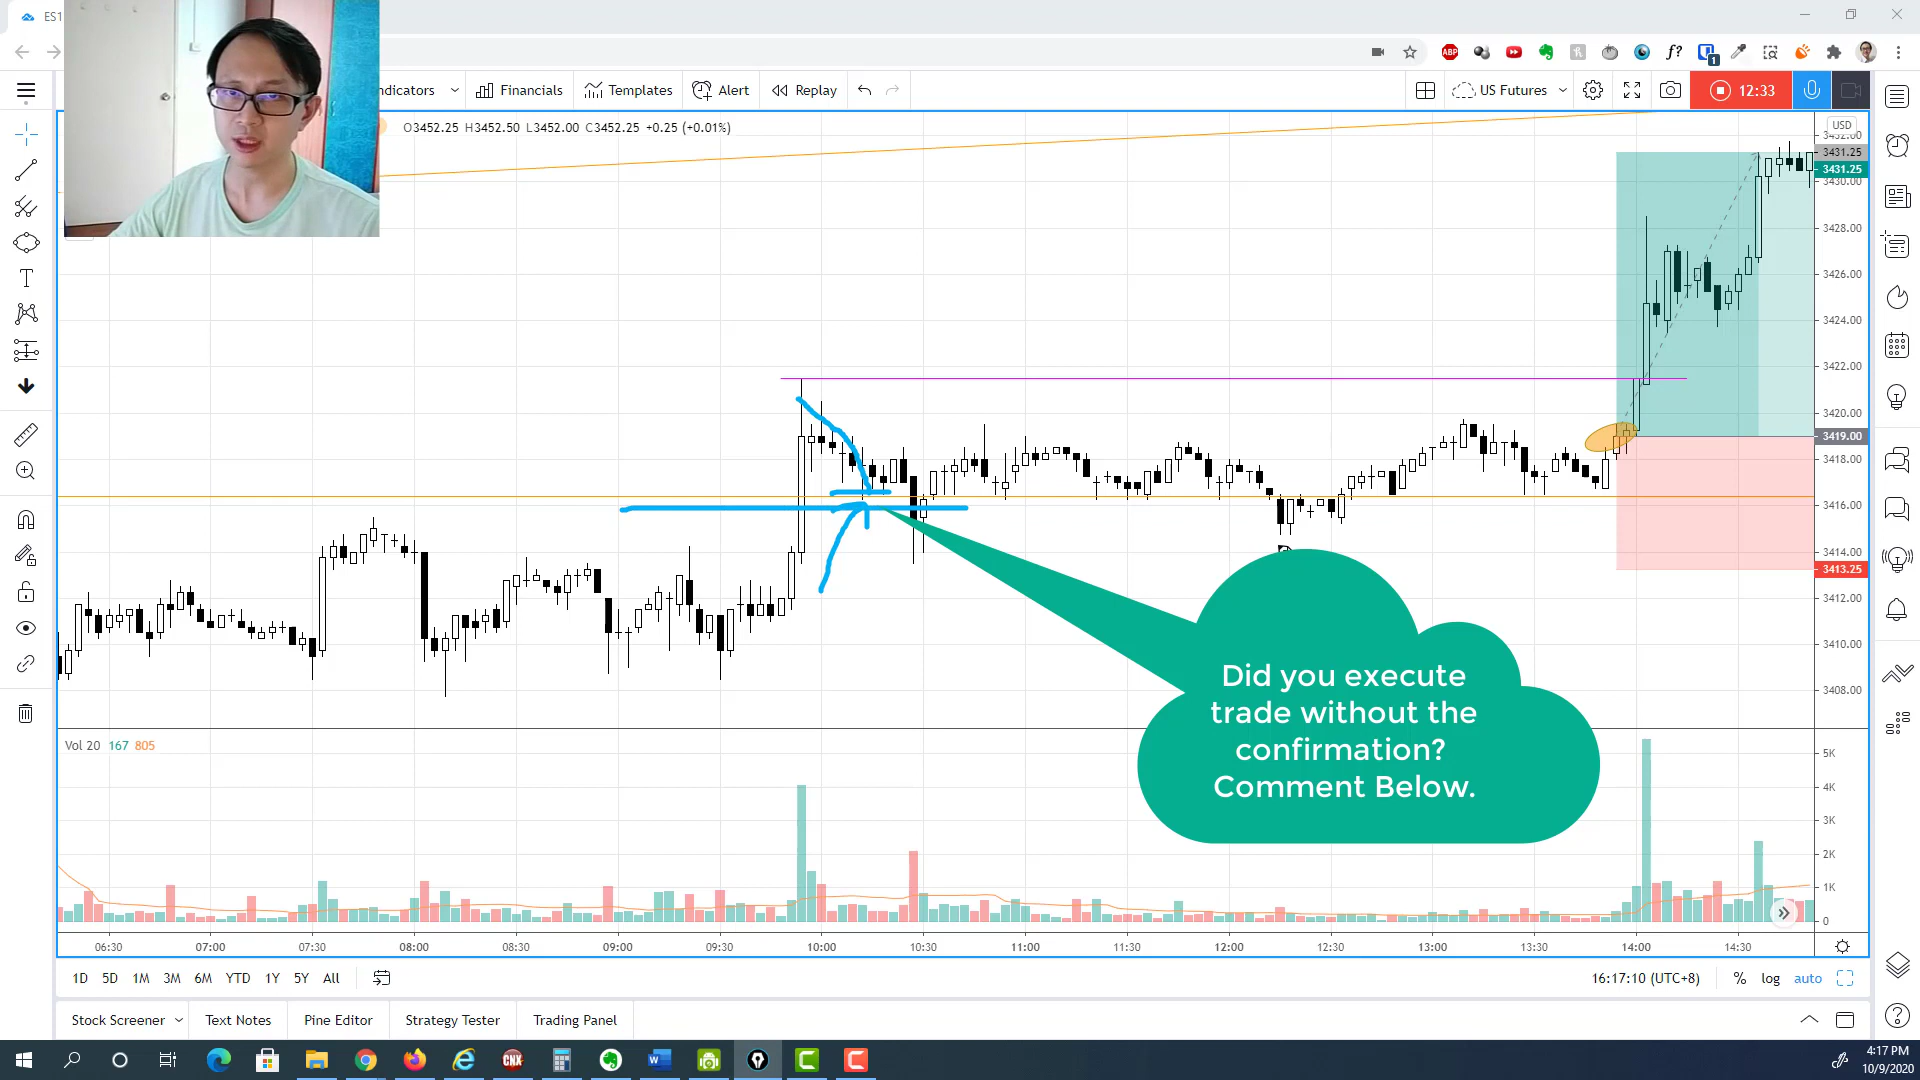 ES1
ABP
f?
1
ndicators
Financials
Templates
Alert
Replay
US Futures
12:33
O3452.25 H3452.50 L3452.00 C3452.25 +0.25 (+0.01%)
USD
3432.00
3431.25
3431.25
3430.00
3428.00
3426.00
3424.00
3422.00
3420.00
3419.00
3418.00
3416.00
3414.00
3413.25
3412.00
3410.00
3408.00
Did you execute
trade without the
confirmation?
Comment Below.
Vol 20 167 805
5K
4K
3K
2K
1K
0
06:30 07:00 07:30 08:00 08:30 09:00 09:30 10:00 10:30 11:00 11:30 12:00 12:30 13:00 13:30 14:00 14:30
1D 5D 1M 3M 6M YTD 1Y 5Y All
16:17:10 (UTC+8) % log auto
Stock Screener Text Notes Pine Editor Strategy Tester Trading Panel
CNX
4:17 PM
10/9/2020